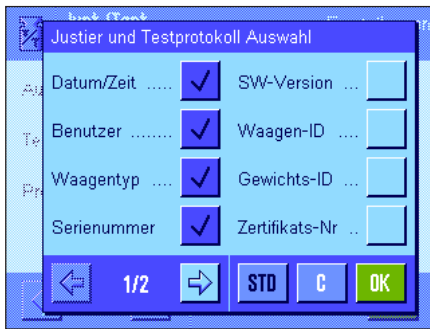 Justier und Testprotokoll Auswahl
Datum/Zeit ..... SW-Version ...
Benutzer ........ Waagen-ID ....
Waagentyp .... Gewichts-ID ...
Serienummer Zertifikats-Nr ..
1/2 STD C OK